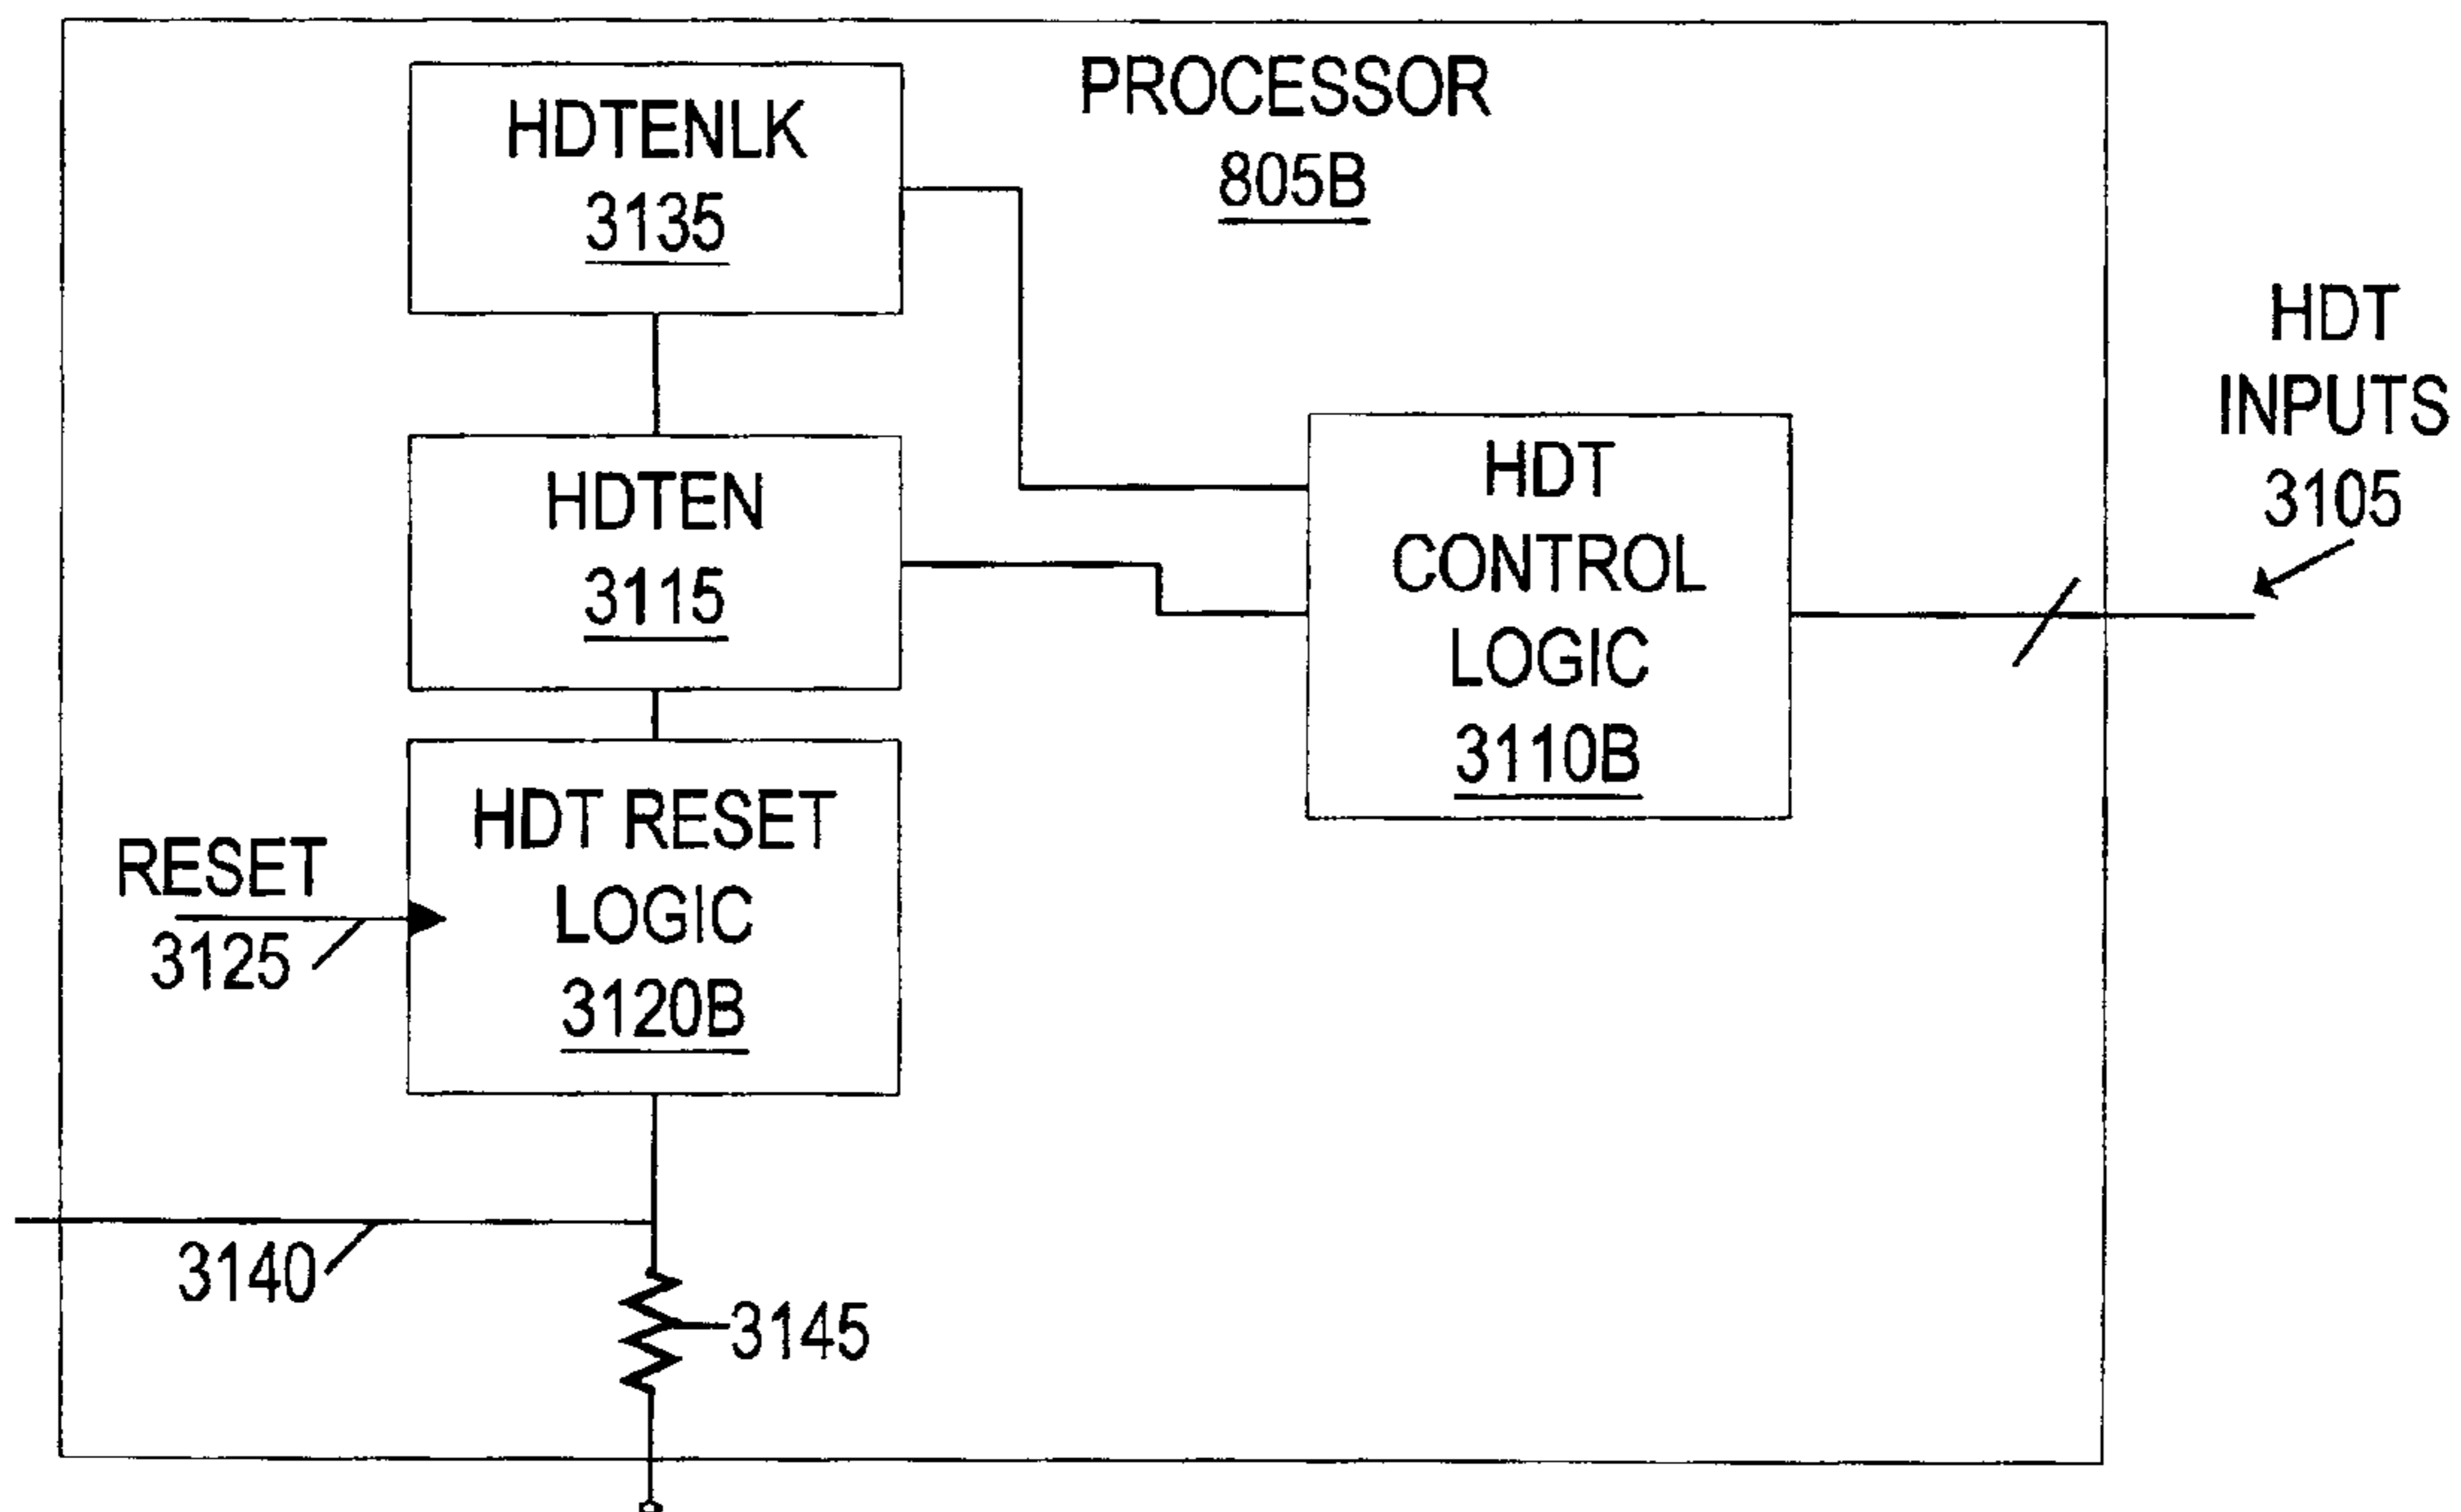 PROCESSOR
805B
HDTENLK
3135
HDTEN
3115
HDT RESET
LOGIC
3120B
RESET
3125
HDT
CONTROL
LOGIC
3110B
HDT
INPUTS
3105
3140
3145